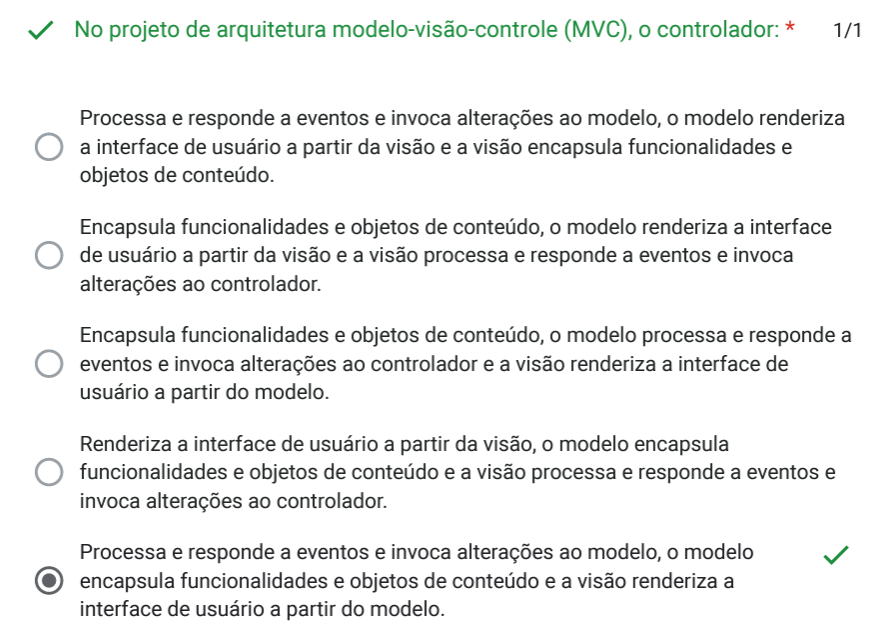 No projeto de arquitetura modelo-visão-controle (MVC), o controlador: * 1/1
Processa e responde a eventos e invoca alterações ao modelo, o modelo renderiza
a interface de usuário a partir da visão e a visão encapsula funcionalidades e
objetos de conteúdo.
Encapsula funcionalidades e objetos de conteúdo, o modelo renderiza a interface
de usuário a partir da visão e a visão processa e responde a eventos e invoca
alterações ao controlador.
Encapsula funcionalidades e objetos de conteúdo, o modelo processa e responde a
eventos e invoca alterações ao controlador e a visão renderiza a interface de
usuário a partir do modelo.
Renderiza a interface de usuário a partir da visão, o modelo encapsula
funcionalidades e objetos de conteúdo e a visão processa e responde a eventos e
invoca alterações ao controlador.
Processa e responde a eventos e invoca alterações ao modelo, o modelo
encapsula funcionalidades e objetos de conteúdo e a visão renderiza a
interface de usuário a partir do modelo.